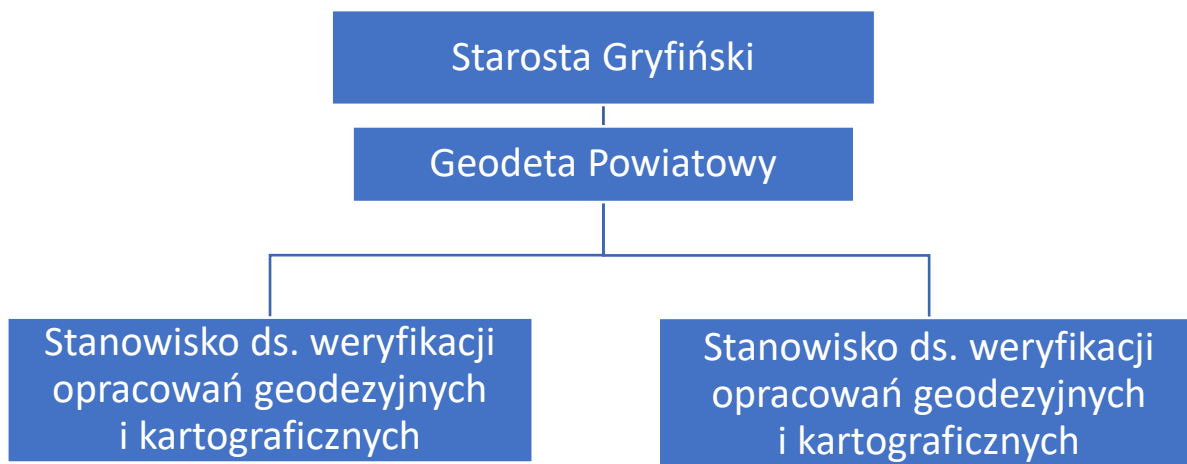 Starosta Gryfiński
Geodeta Powiatowy
Stanowisko ds. weryfikacji
opracowań geodezyjnych
i kartograficznych
Stanowisko ds. weryfikacji
opracowań geodezyjnych
i kartograficznych